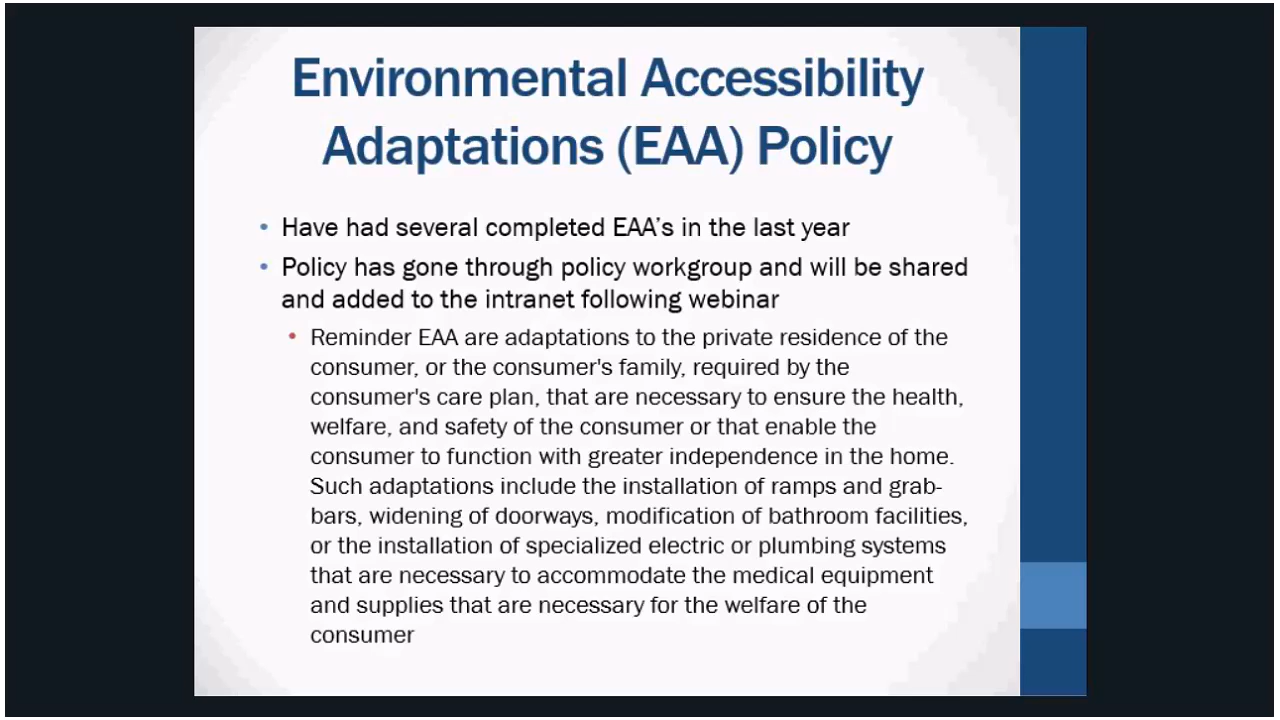 Environmental Accessibility
Adaptations (EAA) Policy
• Have had several completed EAA's in the last year
• Policy has gone through policy workgroup and will be shared
and added to the intranet following webinar
• Reminder EAA are adaptations to the private residence of the
consumer, or the consumer's family, required by the
consumer's care plan, that are necessary to ensure the health,
welfare, and safety of the consumer or that enable the
consumer to function with greater independence in the home.
Such adaptations include the installation of ramps and grab-
bars, widening of doorways, modification of bathroom facilities,
or the installation of specialized electric or plumbing systems
that are necessary to accommodate the medical equipment
and supplies that are necessary for the welfare of the
consumer